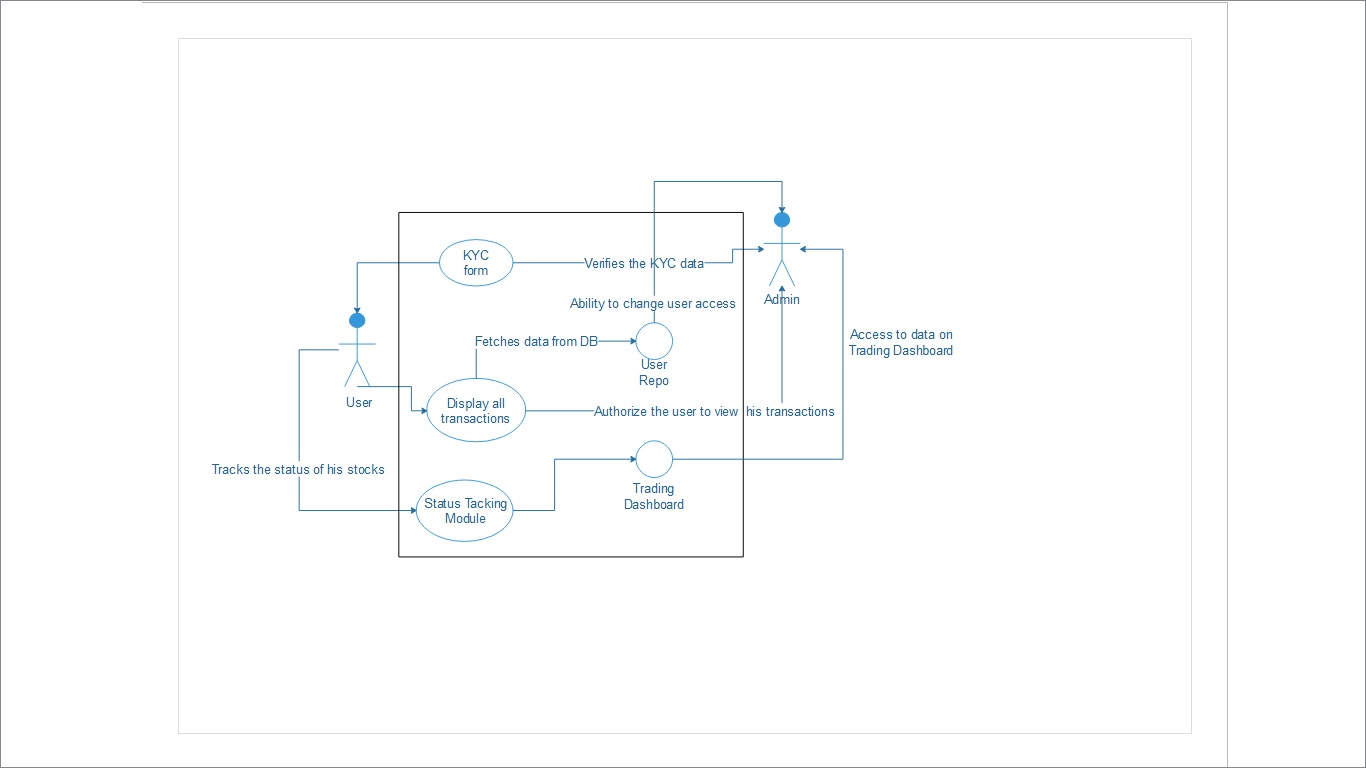 KYC
form
Verifies the KYC data
Admin
Ability to change user access
User
Repo
Fetches data from DB
Access to data on
Trading Dashboard
User
Display all
transactions
Authorize the user to view his transactions
Tracks the status of his stocks
Status Tacking
Module
Trading
Dashboard